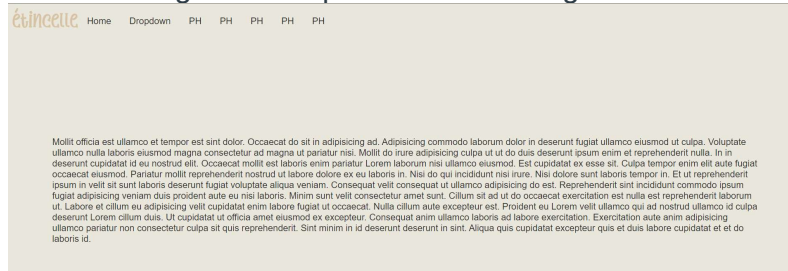 étincelle Home Dropdown PH PH PH PH PH
Mollit officia est ullamco et tempor est sint dolor. Occaecat do sit in adipisicing ad. Adipisicing commodo laborum dolor in deserunt fugiat ullamco eiusmod ut culpa. Voluptate
ullamco nulla laboris eiusmod magna consectetur ad magna ut pariatur nisi. Mollit do irure adipisicing culpa ut ut do duis deserunt ipsum enim et reprehenderit nulla. In in
deserunt cupidatat id eu nostrud elit. Occaecat mollit est laboris enim pariatur Lorem laborum nisi ullamco eiusmod. Est cupidatat ex esse sit. Culpa tempor enim elit aute fugiat
occaecat eiusmod. Pariatur mollit reprehenderit nostrud ut labore dolore ex eu laboris in. Nisi do qui incididunt nisi irure. Nisi dolore sunt laboris tempor in. Et ut reprehenderit
ipsum in velit sit sunt laboris deserunt fugiat voluptate aliqua veniam. Consequat velit consequat ut ullamco adipisicing do est. Reprehenderit sint incididunt commodo ipsum
fugiat adipisicing veniam duis proident aute eu nisi laboris. Minim sunt velit consectetur amet sunt. Cillum sit ad ut do occaecat exercitation est nulla est reprehenderit laborum
ut. Labore et cillum eu adipisicing velit cupidatat enim labore fugiat ut occaecat. Nulla cillum aute excepteur est. Proident eu Lorem velit ullamco qui ad nostrud ullamco id culpa
deserunt Lorem cillum duis. Ut cupidatat ut officia amet eiusmod ex excepteur. Consequat anim ullamco laboris ad labore exercitation. Exercitation aute anim adipisicing
ullamco pariatur non consectetur culpa sit quis reprehenderit. Sint minim in id deserunt deserunt in sint. Aliqua quis cupidatat excepteur quis et duis labore cupidatat et et do
laboris id.